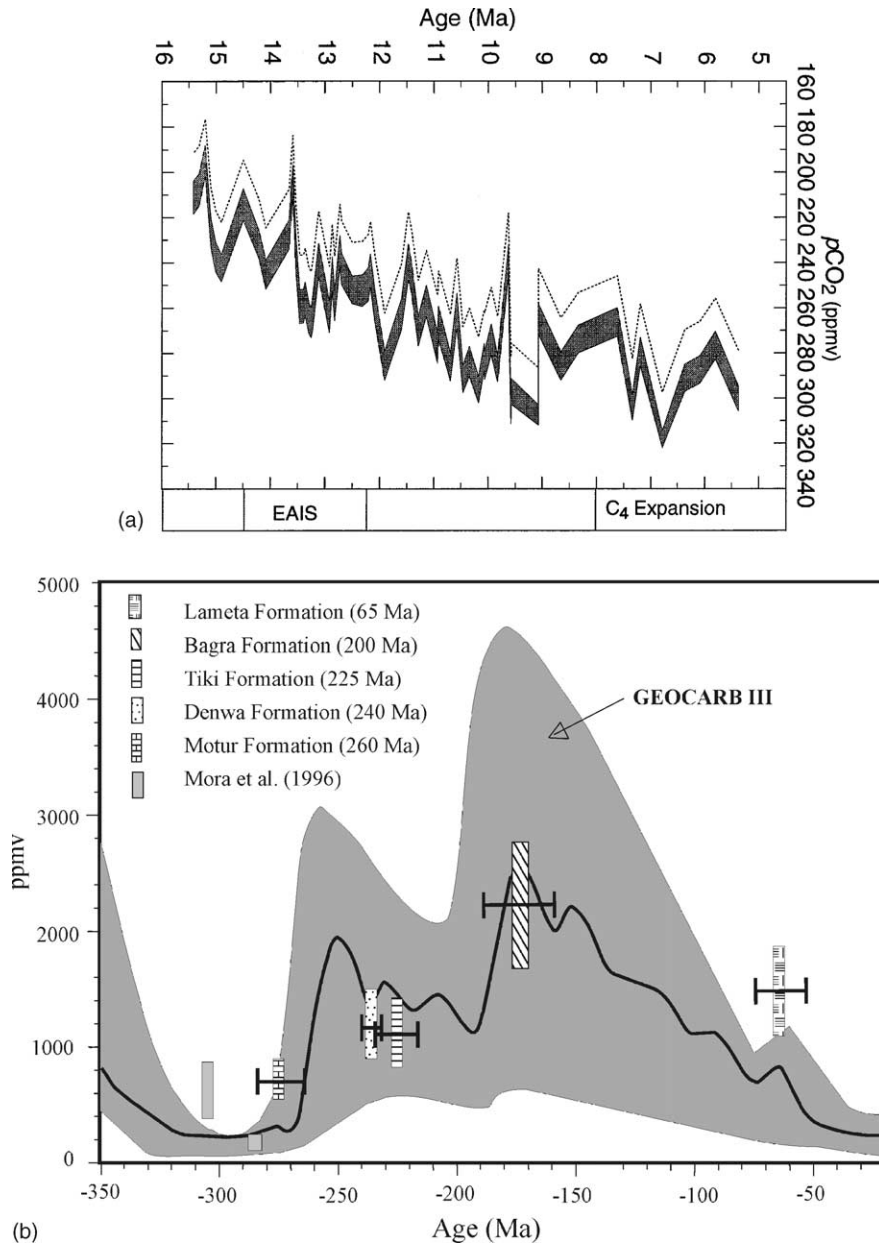 Age (Ma)
16 15 14 13 12 11 10 9 8 7 6 5
160 180 200 220 240 260 280 300 320 340
pCO₂ (ppmv)
(a)
EAIS
C₄ Expansion
5000
4000
3000
2000
1000
0
ppmv
Lameta Formation (65 Ma)
Bagra Formation (200 Ma)
Tiki Formation (225 Ma)
Denwa Formation (240 Ma)
Motur Formation (260 Ma)
Mora et al. (1996)
GEOCARB III
-350 -300 -250 -200 -150 -100 -50
(b)
Age (Ma)